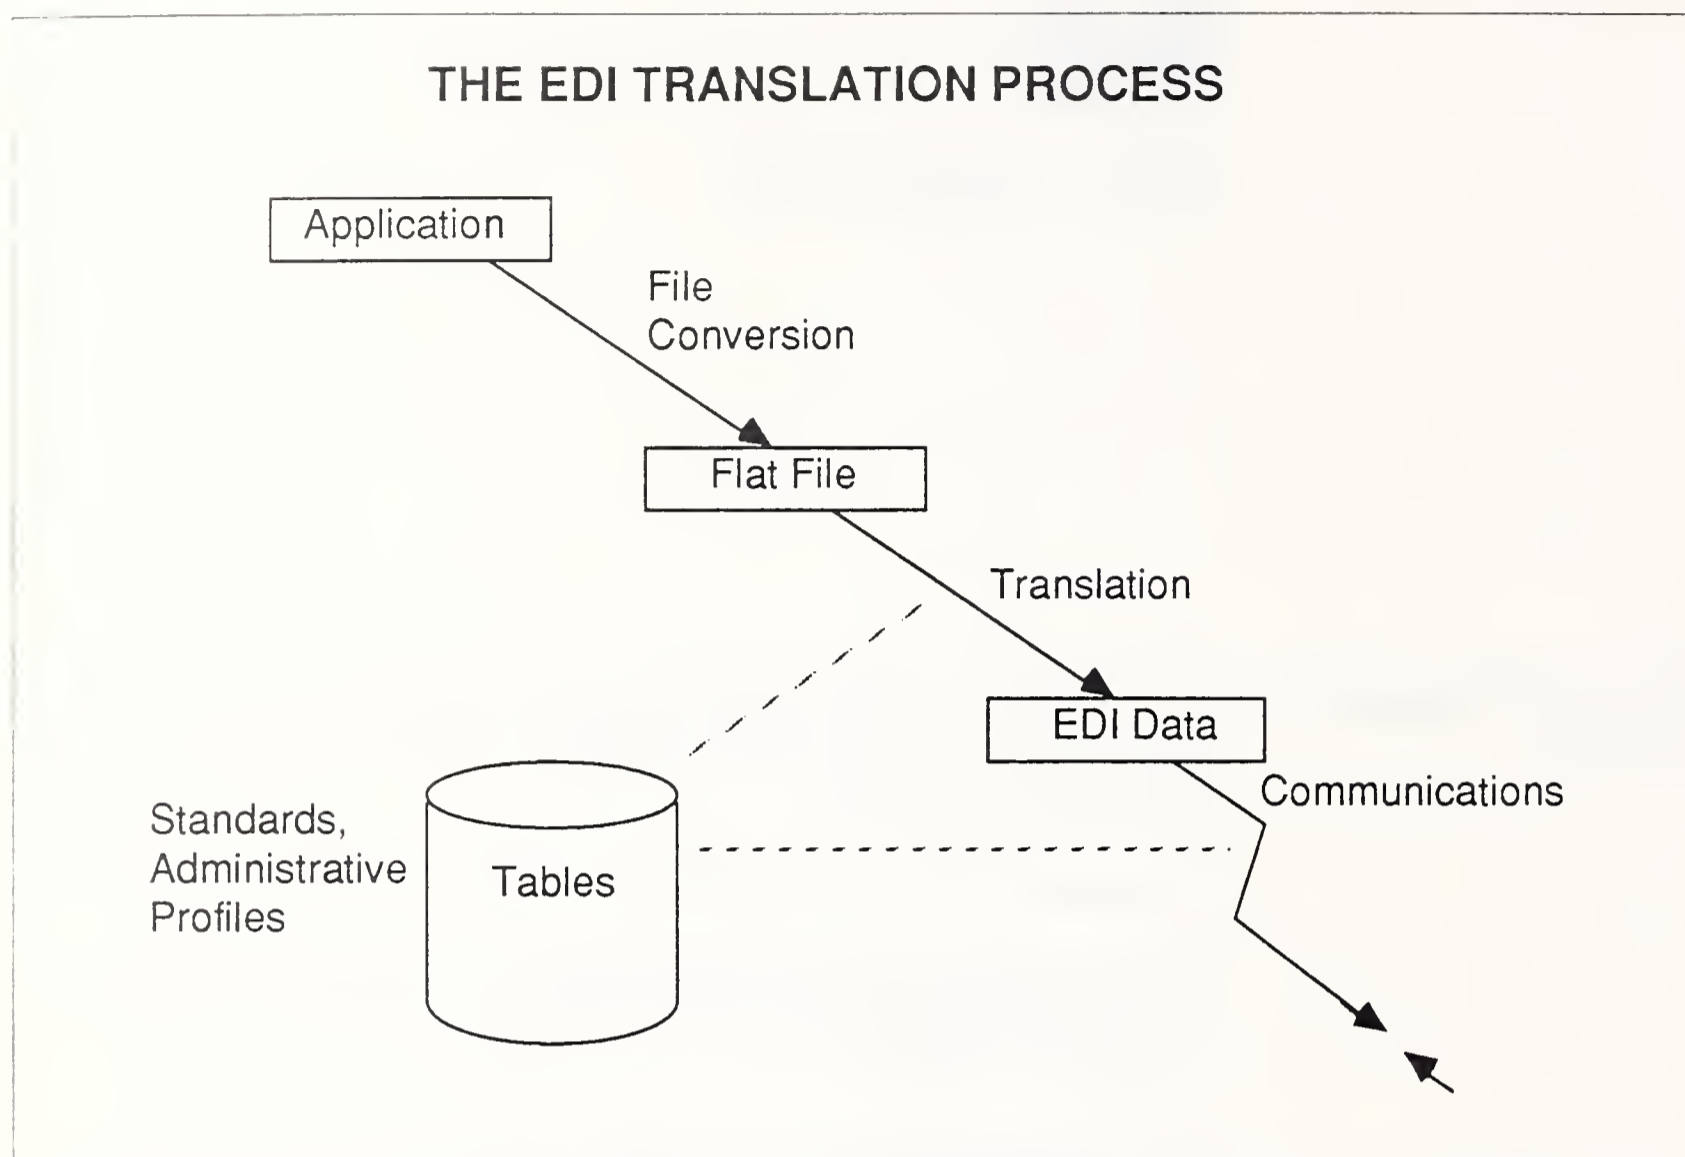 THE EDI TRANSLATION PROCESS
Application
File
Conversion
Flat File
Translation
EDI Data
Communications
Standards,
Administrative
Profiles
Tables